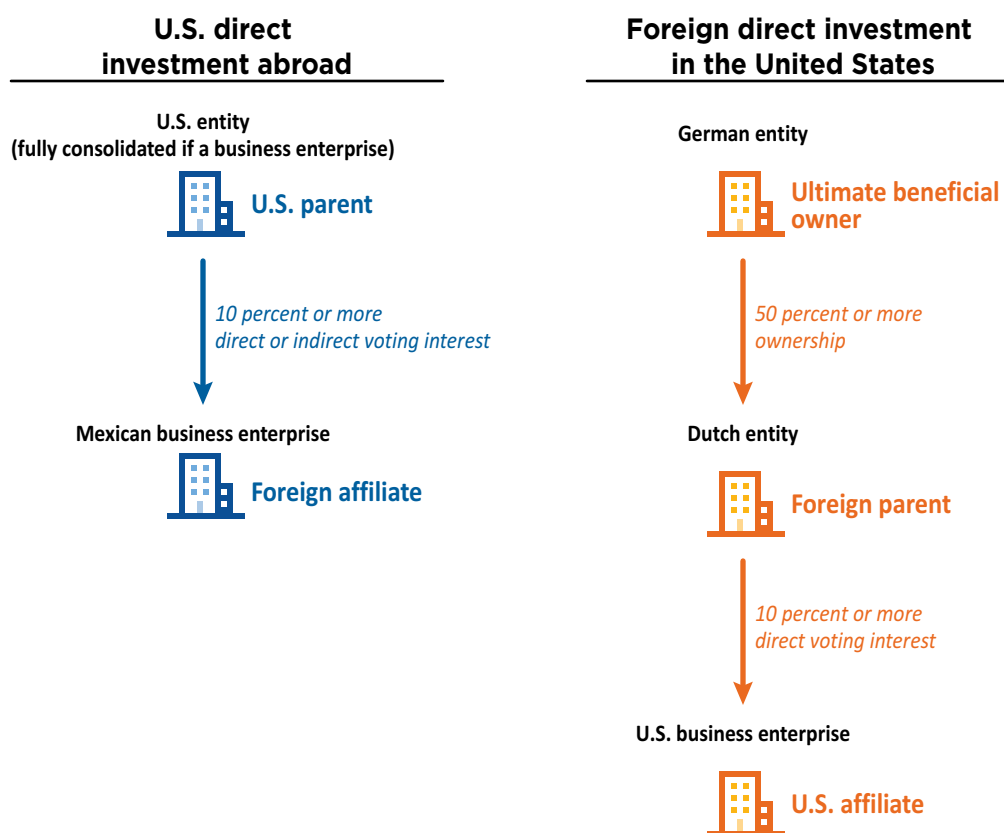 U.S. direct
investment abroad
U.S. entity
(fully consolidated if a business enterprise)
U.S. parent
10 percent or more
direct or indirect voting interest
Mexican business enterprise
Foreign affiliate
Foreign direct investment
in the United States
German entity
Ultimate beneficial
owner
50 percent or more
ownership
Dutch entity
Foreign parent
10 percent or more
direct voting interest
U.S. business enterprise
U.S. affiliate